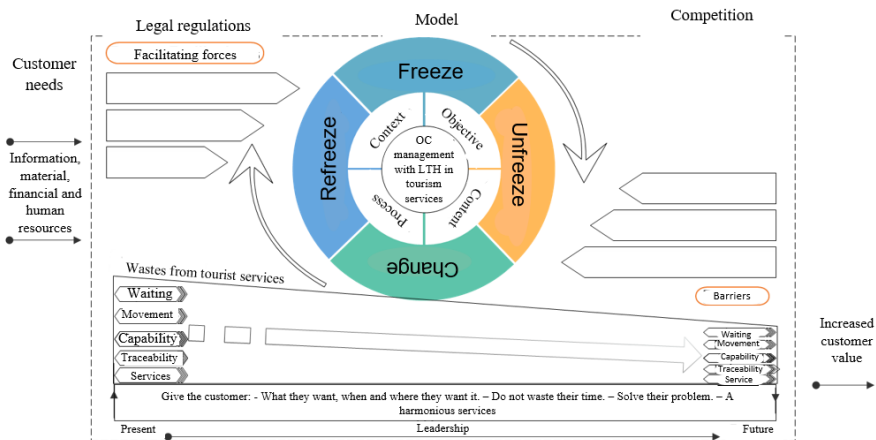 Model
Legal regulations
Competition
Facilitating forces
Customer
needs
Information,
material,
financial and
human
resources
Freeze
Unfreeze
Change
Refreeze
Context
Objective
Content
Process
OC
management
with LTH in
tourism
services
Wastes from tourist services
Waiting
Movement
Capability
Traceability
Services
Barriers
Waiting
Movement
Capability
Traceability
Service
Increased
customer
value
Give the customer: - What they want, when and where they want it. – Do not waste their time. – Solve their problem. – A
harmonious services
Present
Leadership
Future